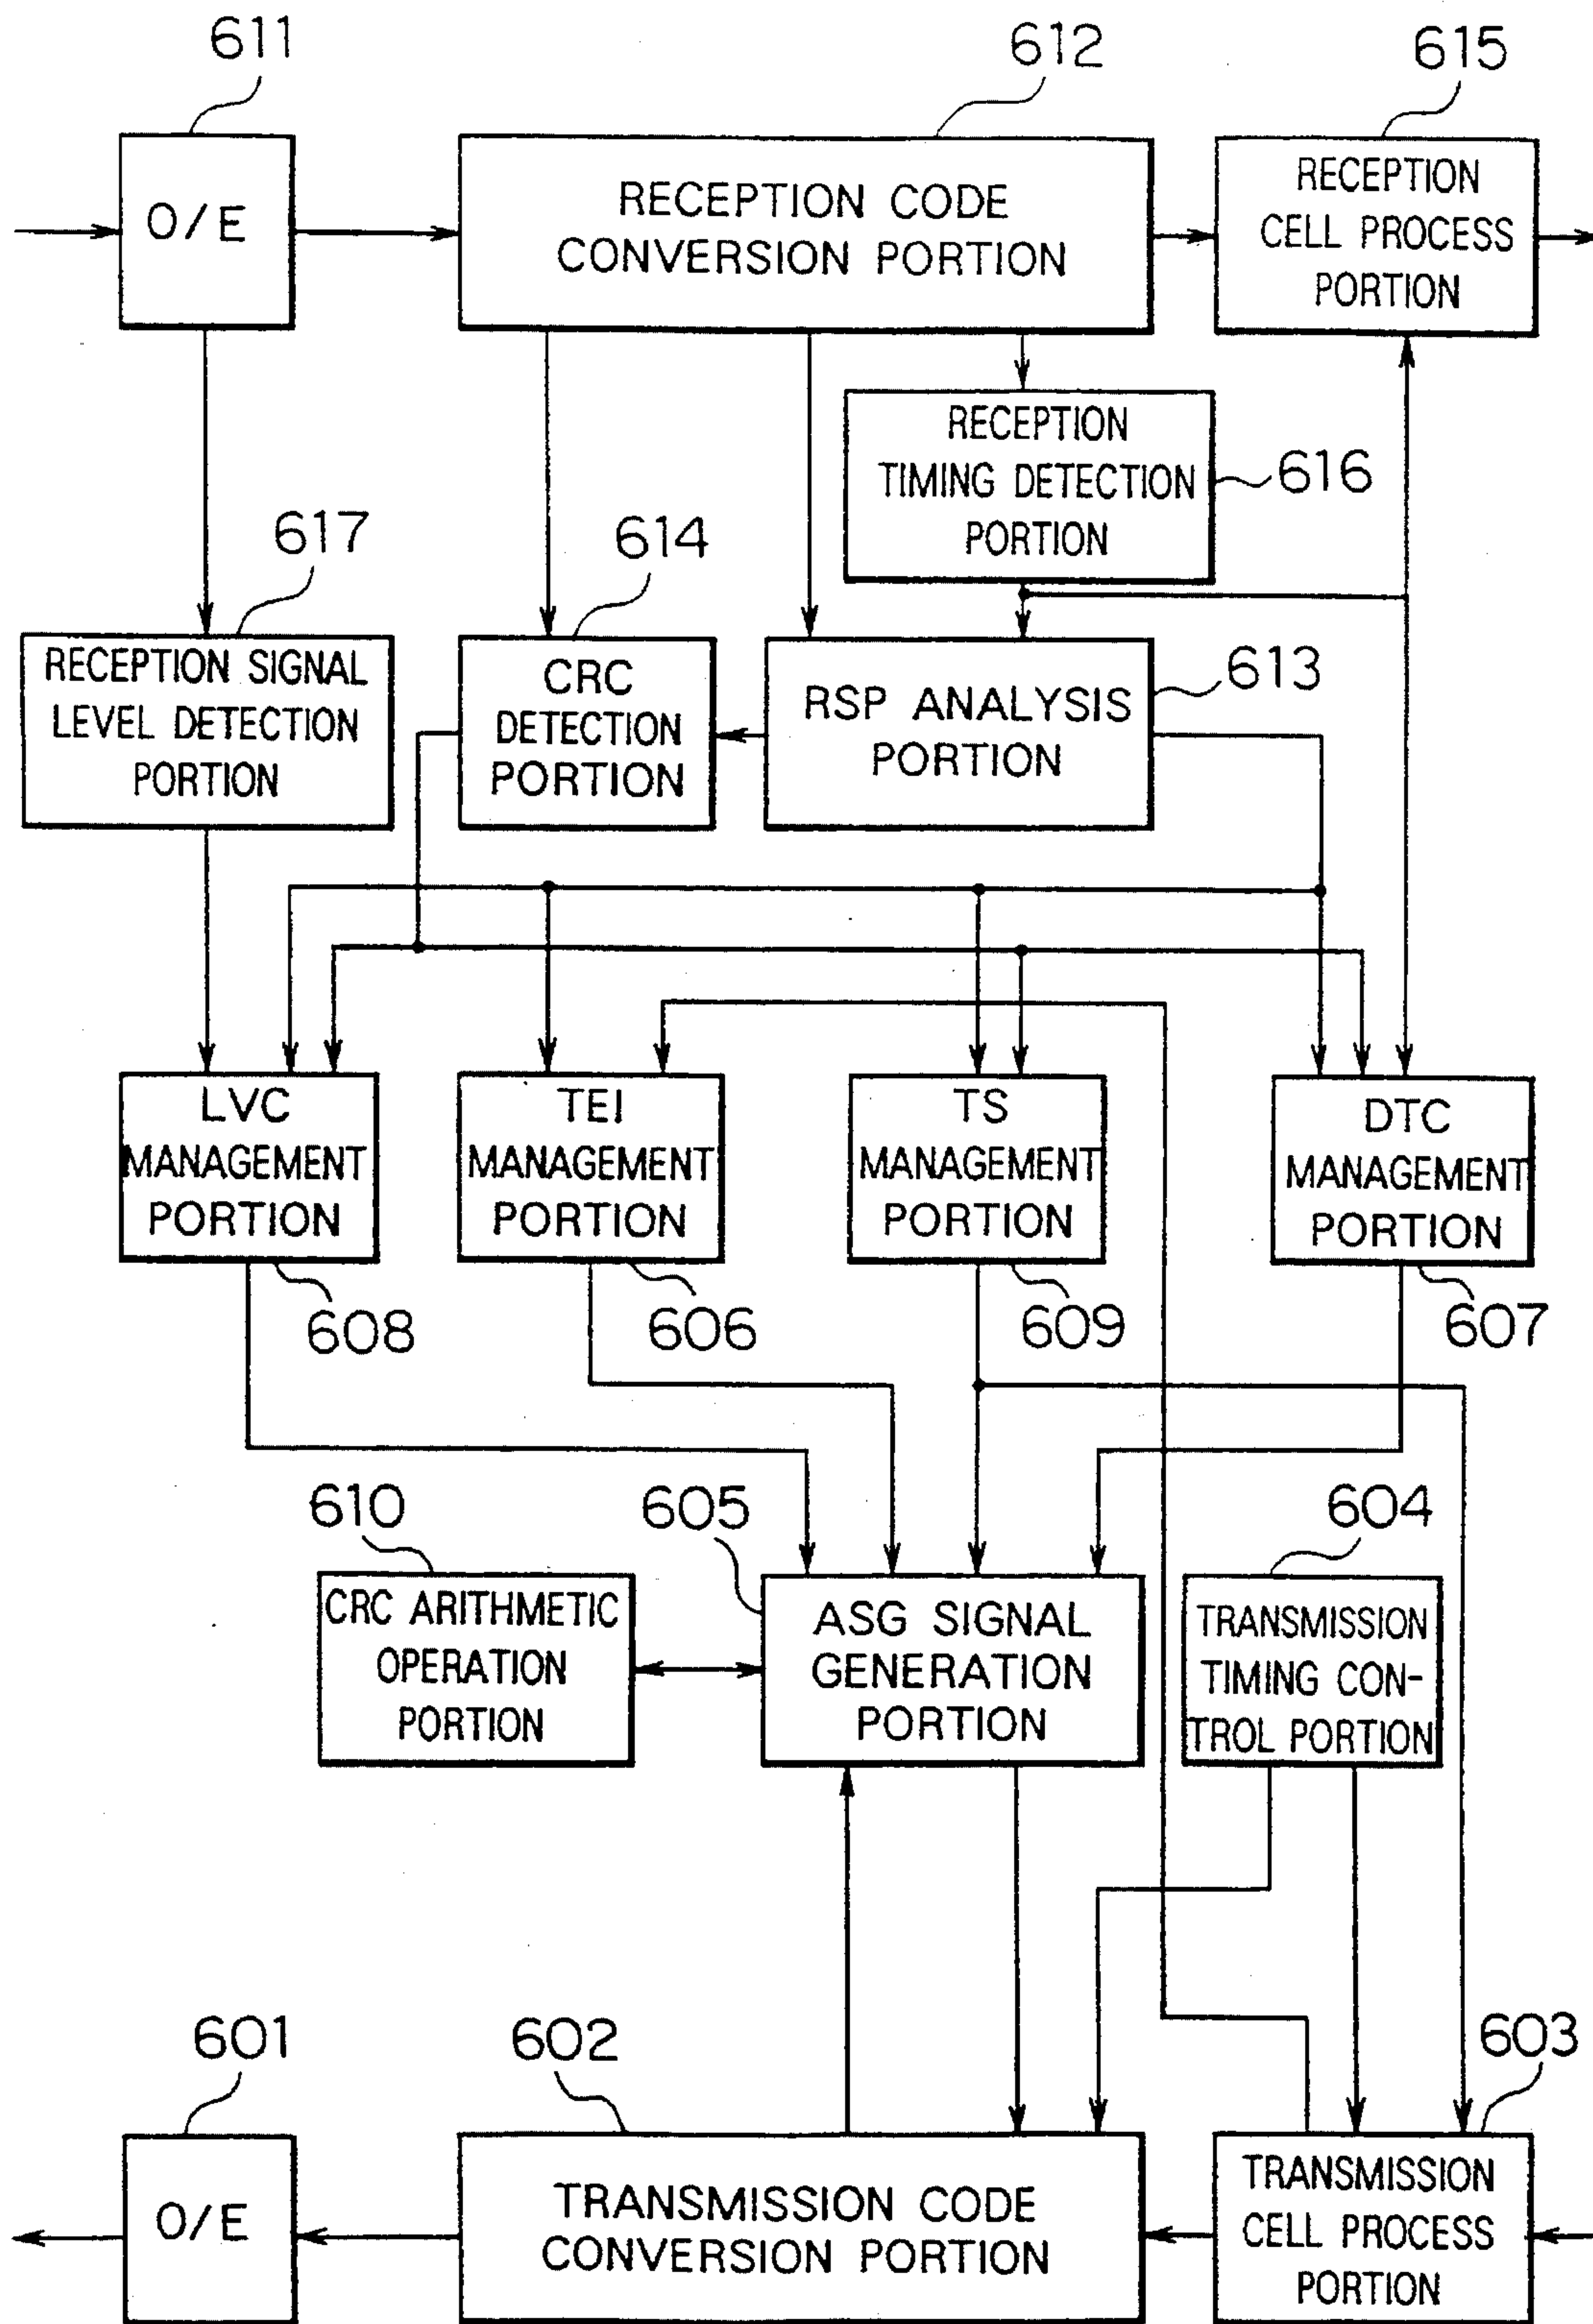 611
612
615
O/E
RECEPTION CODE
CONVERSION PORTION
RECEPTION
CELL PROCESS
PORTION
RECEPTION
TIMING DETECTION
PORTION
616
617
614
613
RECEPTION SIGNAL
LEVEL DETECTION
PORTION
CRC
DETECTION
PORTION
RSP ANALYSIS
PORTION
LVC
MANAGEMENT
PORTION
TEI
MANAGEMENT
PORTION
TS
MANAGEMENT
PORTION
DTC
MANAGEMENT
PORTION
608
606
609
607
610
605
604
CRC ARITHMETIC
OPERATION
PORTION
ASG SIGNAL
GENERATION
PORTION
TRANSMISSION
TIMING CON-
TROL PORTION
601
602
603
O/E
TRANSMISSION CODE
CONVERSION PORTION
TRANSMISSION
CELL PROCESS
PORTION